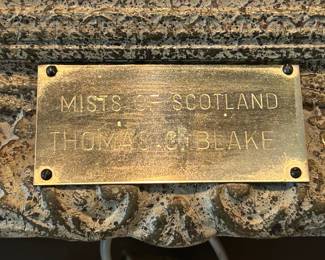 MISTS OF SCOTLAND
THOMAS C. BLAKE